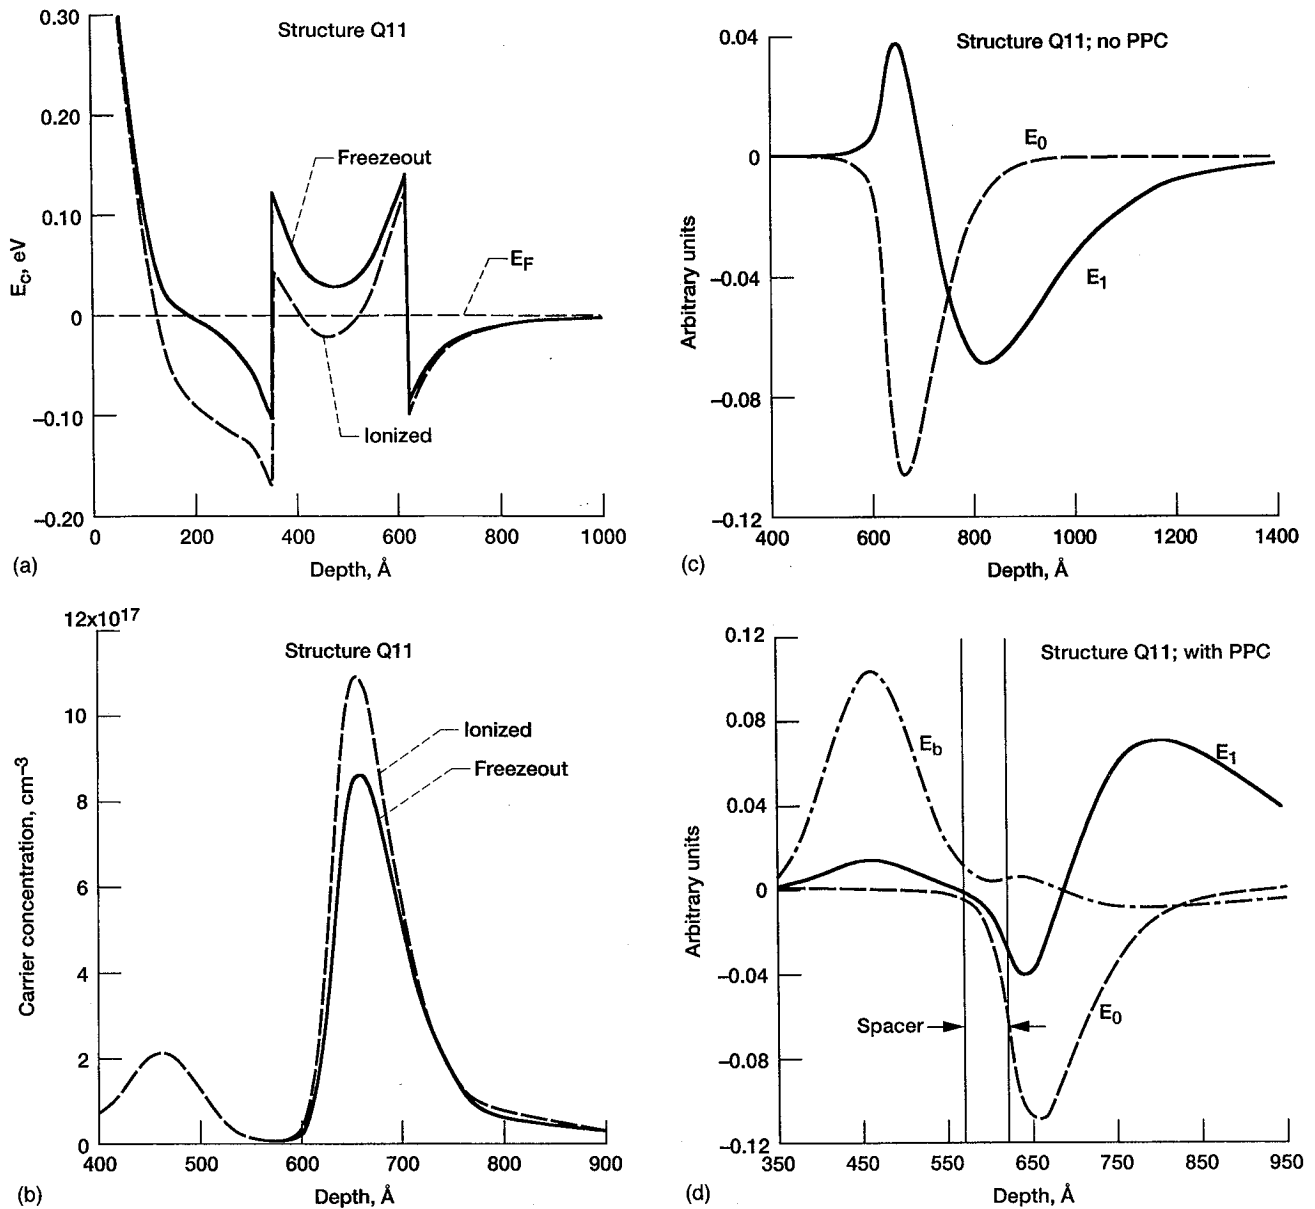 Structure Q11
0.30
0.20
0.10
0
−0.10
−0.20
E_C, eV
Freezeout
E_F
Ionized
0 200 400 600 800 1000
Depth, Å
(a)
Structure Q11; no PPC
0.04
0
−0.04
−0.08
−0.12
Arbitrary units
E_0
E_1
400 600 800 1000 1200 1400
Depth, Å
(c)
12x10^17
10
8
6
4
2
0
Carrier concentration, cm^−3
Structure Q11
Ionized
Freezeout
400 500 600 700 800 900
Depth, Å
(b)
0.12
0.08
0.04
0
−0.04
−0.08
−0.12
Arbitrary units
Structure Q11; with PPC
E_b
E_1
E_0
Spacer
350 450 550 650 750 850 950
Depth, Å
(d)